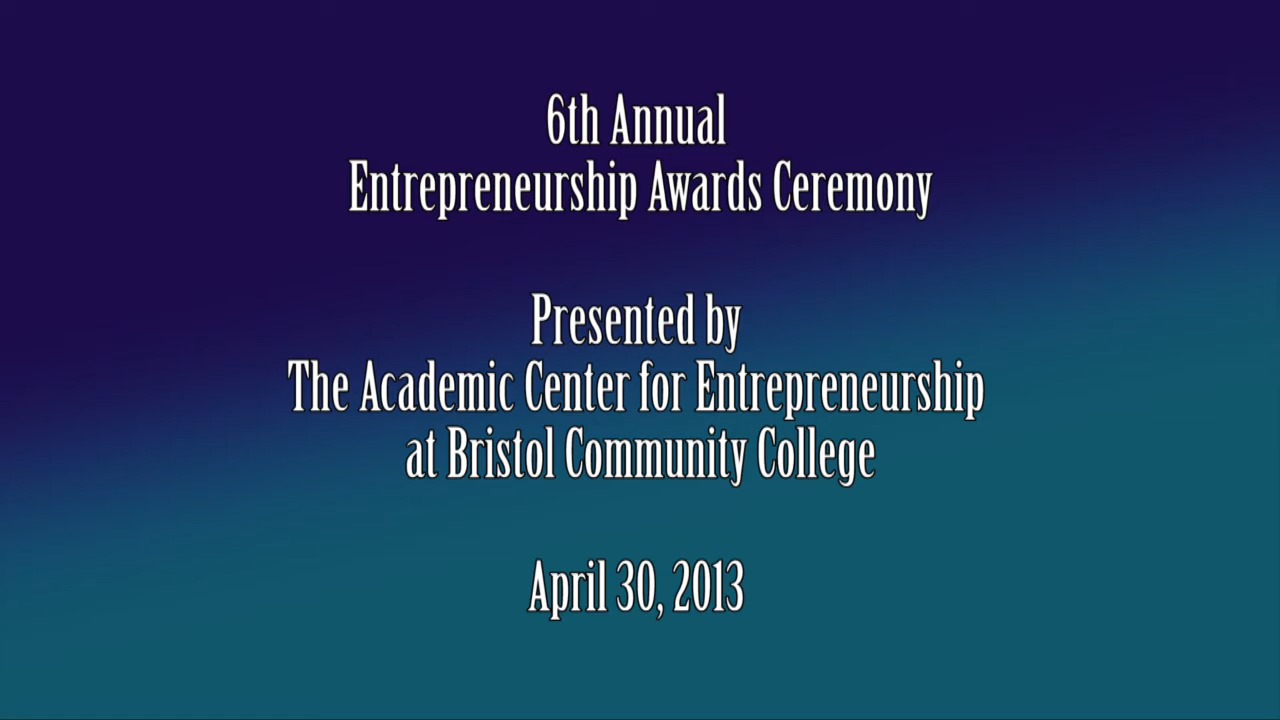 6th Annual
Entrepreneurship Awards Ceremony
Presented by
The Academic Center for Entrepreneurship
at Bristol Community College
April 30, 2013